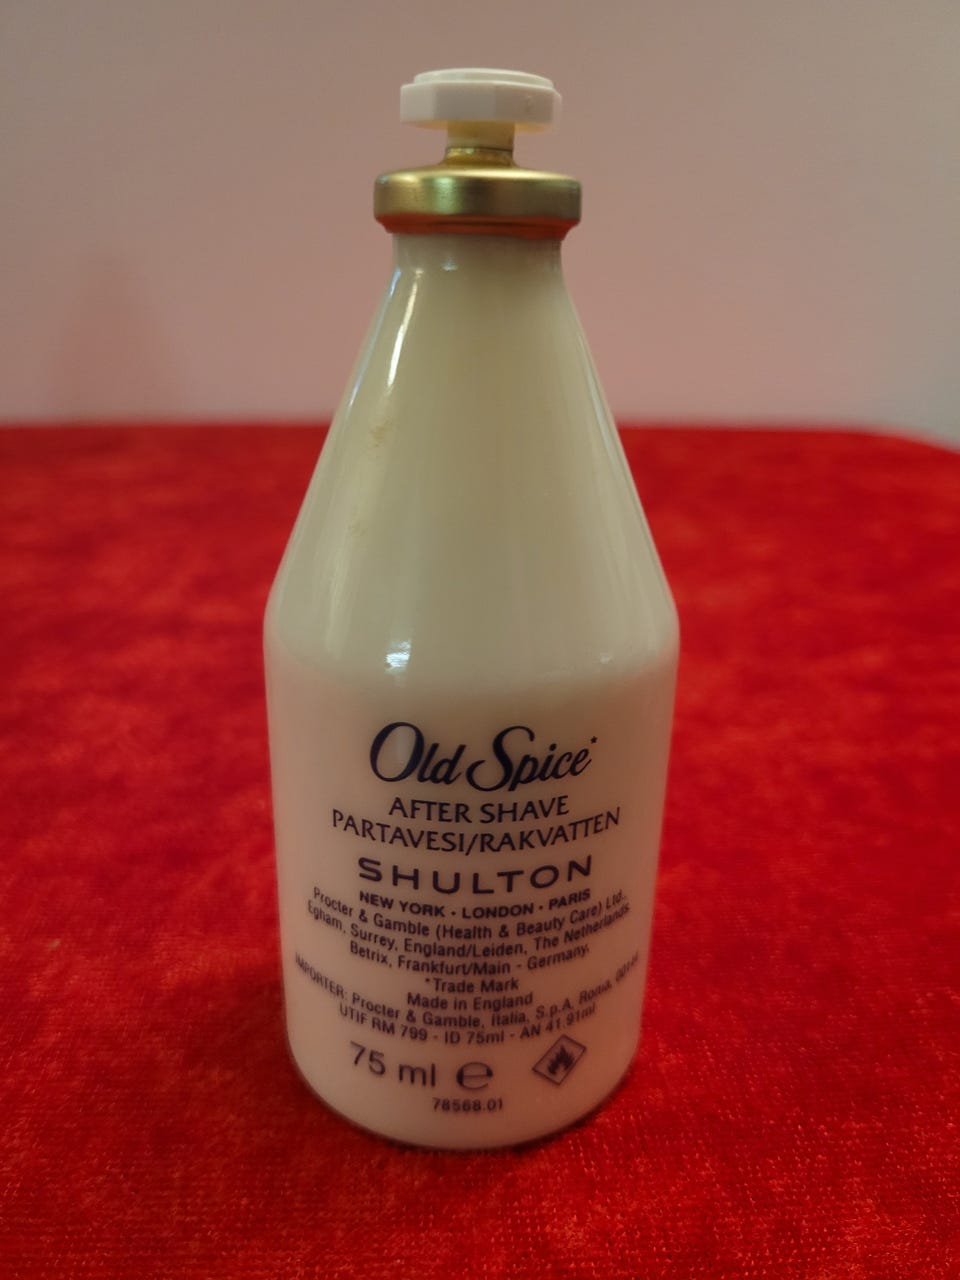 Old Spice*
AFTER SHAVE
PARTAVESI/RAKVATTEN
SHULTON
NEW YORK · LONDON · PARIS
Procter & Gamble (Health & Beauty Care) Ltd.,
Egham, Surrey, England/Leiden, The Netherlands
Betrix, Frankfurt/Main - Germany.
*Trade Mark
Made in England
IMPORTER: Procter & Gamble, Italia, S.p.A. Roma, 00144
UTIF RM 799 - ID 75ml - AN 41.91ml
75 ml ℮
78568.01